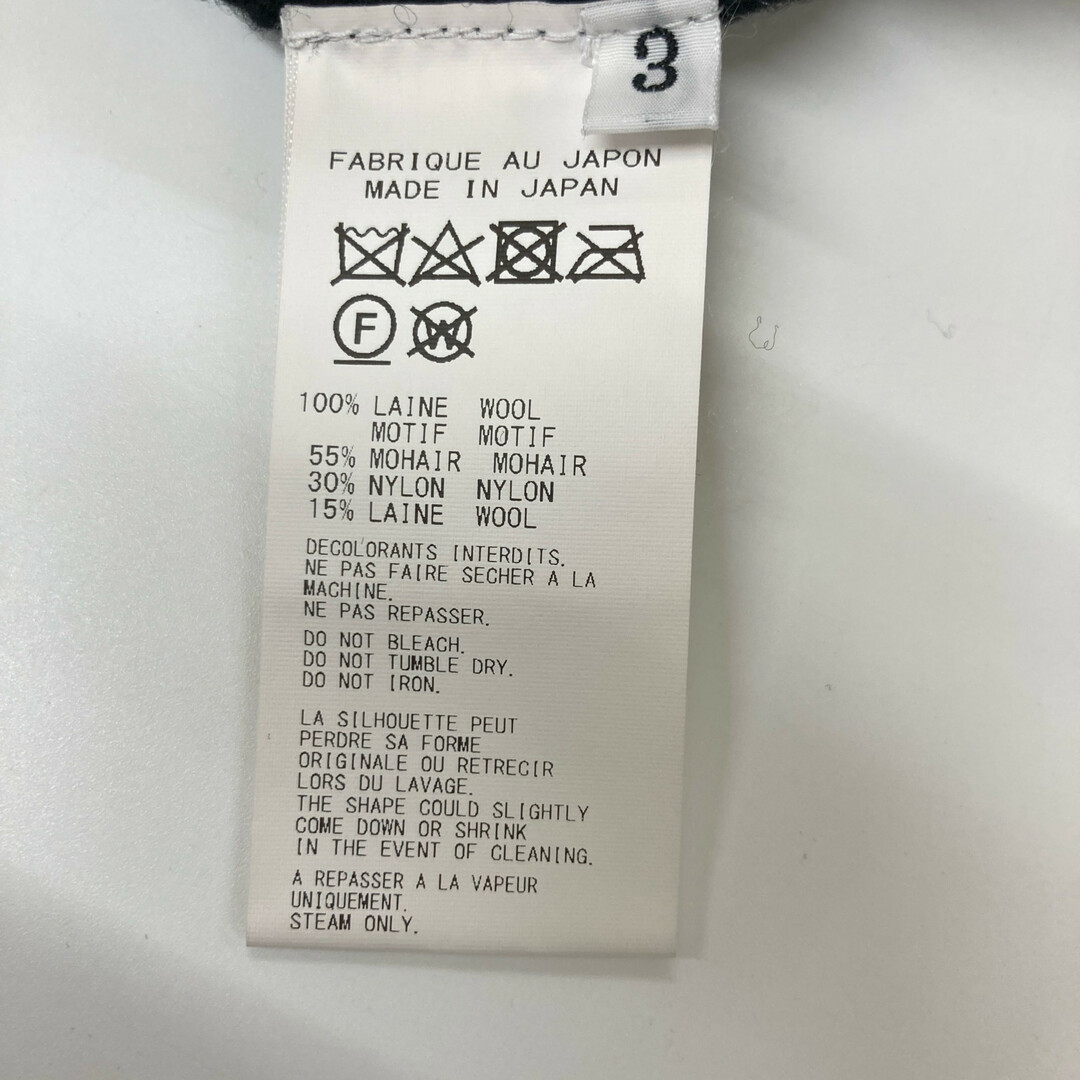 3
FABRIQUE AU JAPON
MADE IN JAPAN
F W
100% LAINE WOOL
MOTIF MOTIF
55% MOHAIR MOHAIR
30% NYLON NYLON
15% LAINE WOOL
DECOLORANTS INTERDITS.
NE PAS FAIRE SECHER A LA
MACHINE.
NE PAS REPASSER.
DO NOT BLEACH.
DO NOT TUMBLE DRY.
DO NOT IRON.
LA SILHOUETTE PEUT
PERDRE SA FORME
ORIGINALE OU RETRECIR
LORS DU LAVAGE.
THE SHAPE COULD SLIGHTLY
COME DOWN OR SHRINK
IN THE EVENT OF CLEANING.
A REPASSER A LA VAPEUR
UNIQUEMENT.
STEAM ONLY.